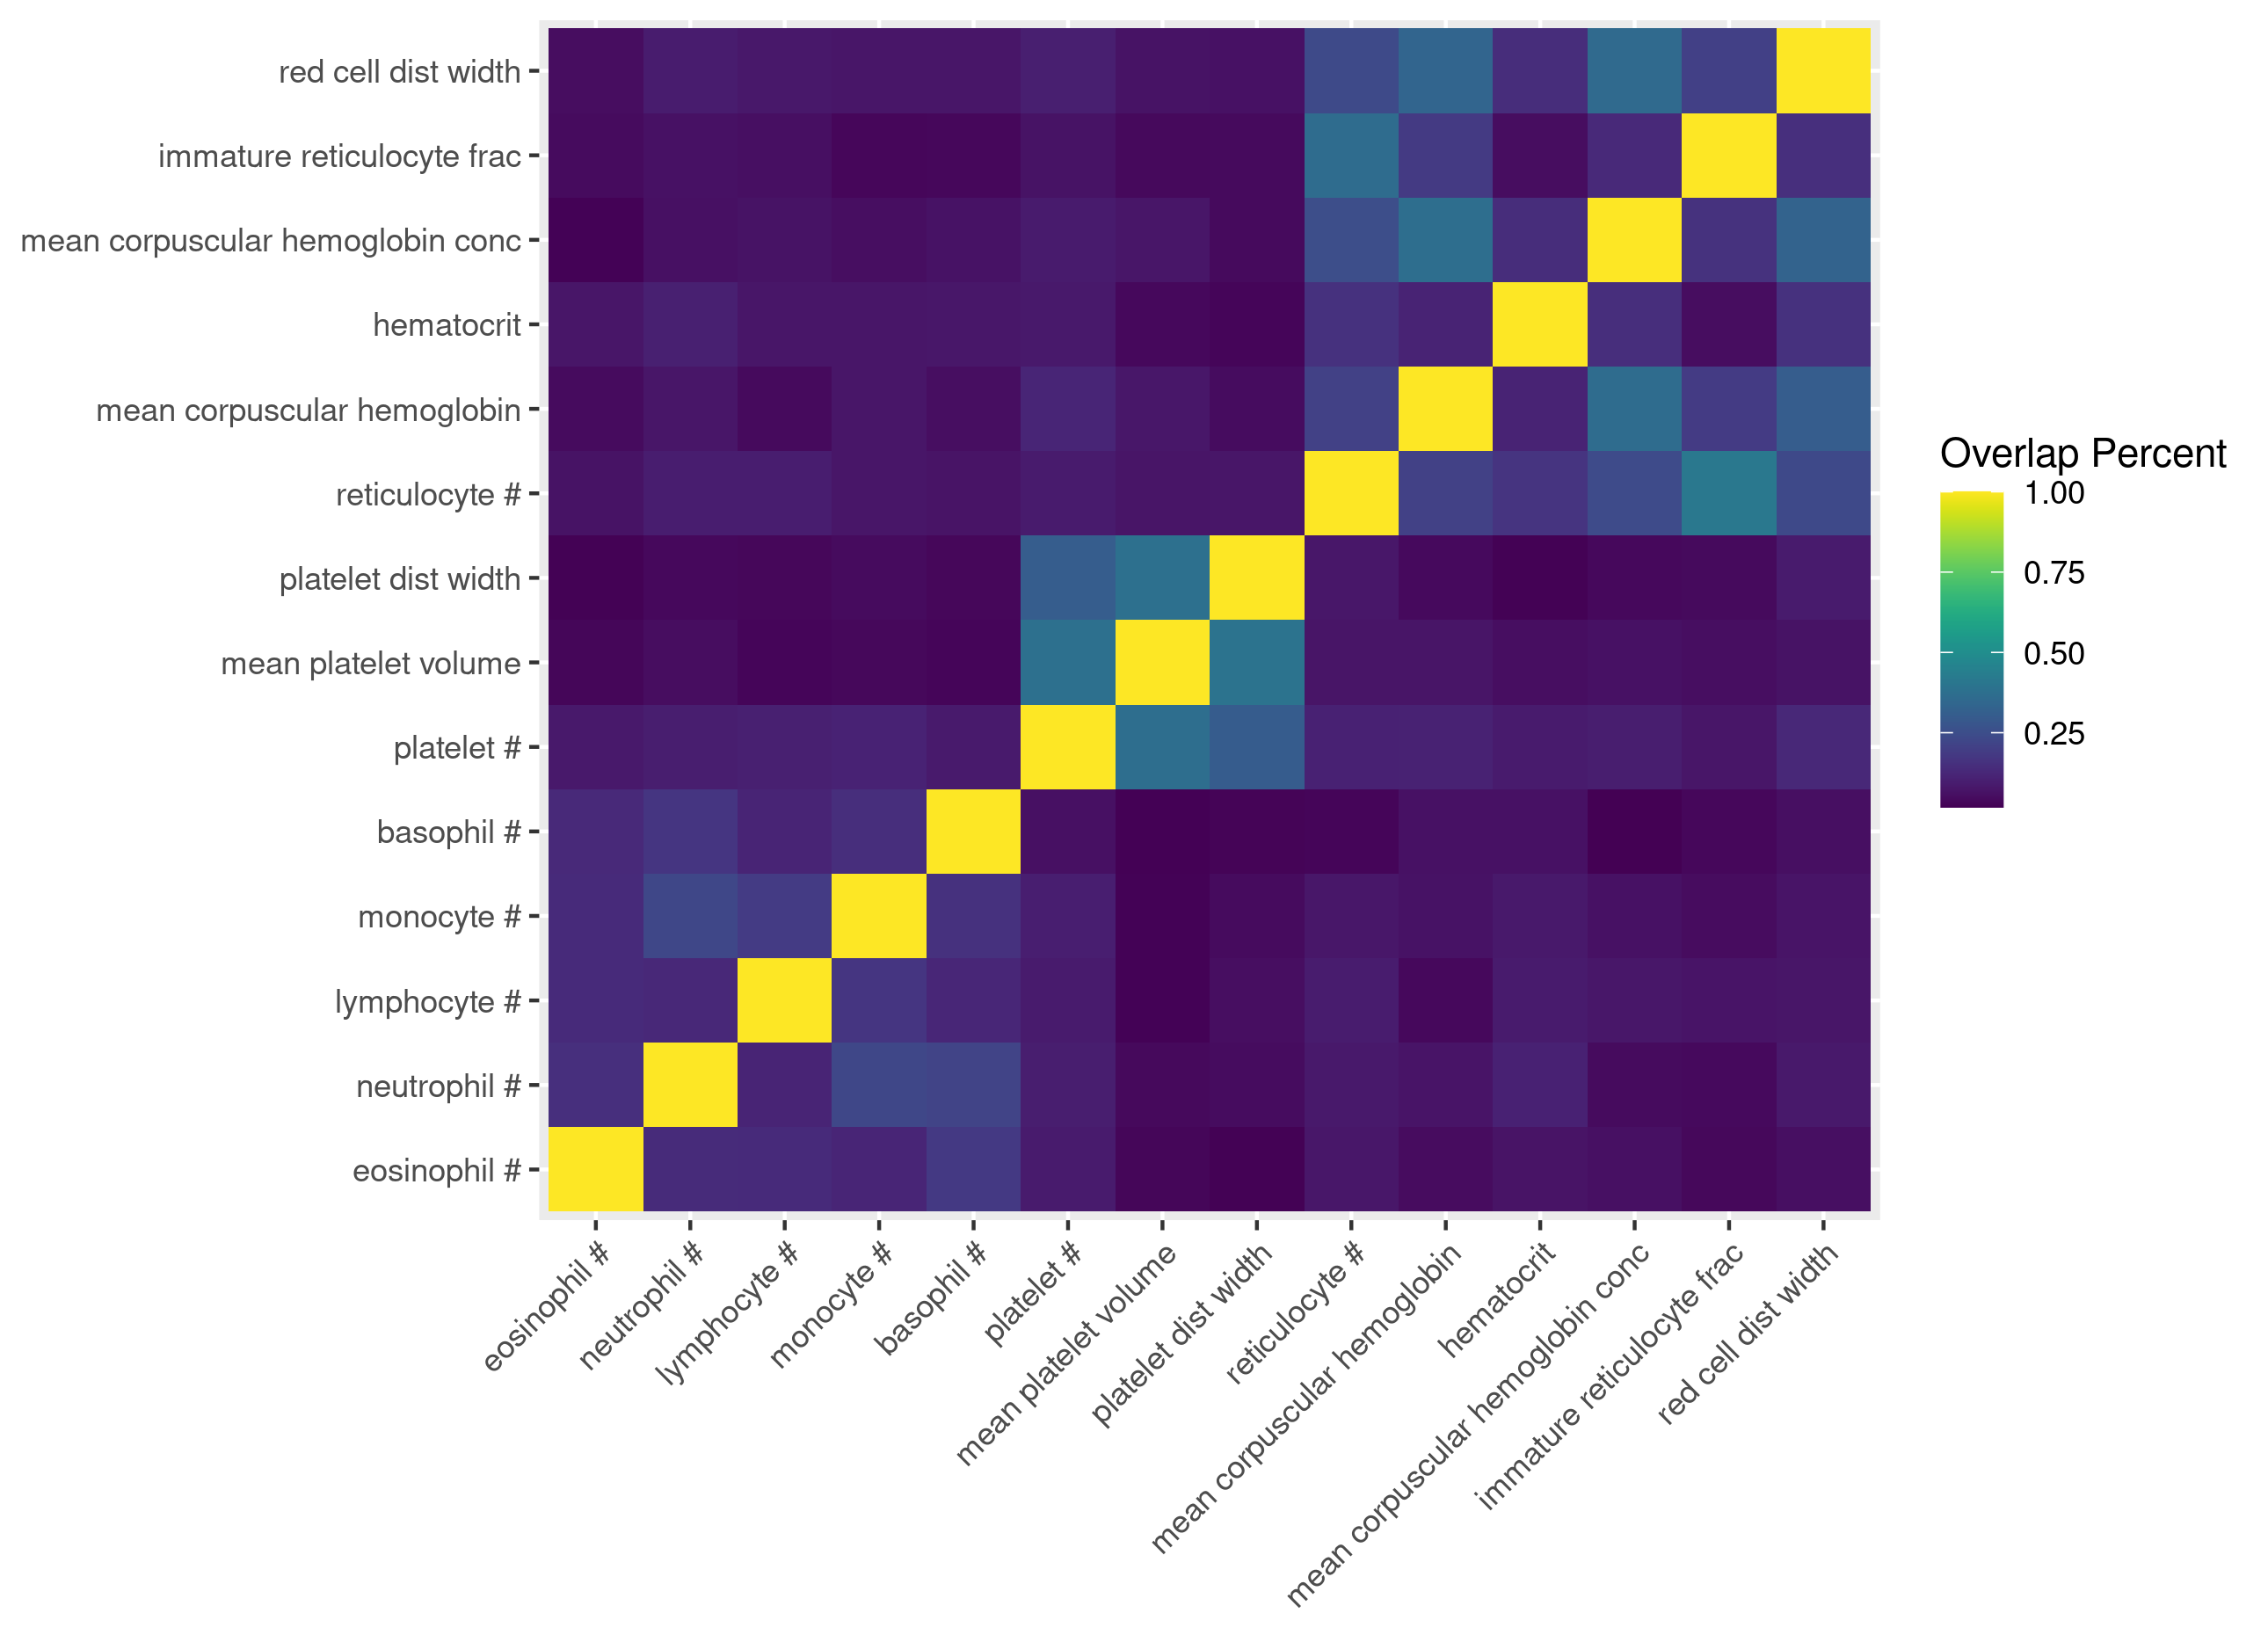 red cell dist width
immature reticulocyte frac
mean corpuscular hemoglobin conc
hematocrit
mean corpuscular hemoglobin
reticulocyte #
platelet dist width
mean platelet volume
platelet #
basophil #
monocyte #
lymphocyte #
neutrophil #
eosinophil #
eosinophil #
neutrophil #
lymphocyte #
monocyte #
basophil #
platelet #
mean platelet volume
platelet dist width
reticulocyte #
mean corpuscular hemoglobin
hematocrit
mean corpuscular hemoglobin conc
immature reticulocyte frac
red cell dist width
Overlap Percent
1.00
0.75
0.50
0.25